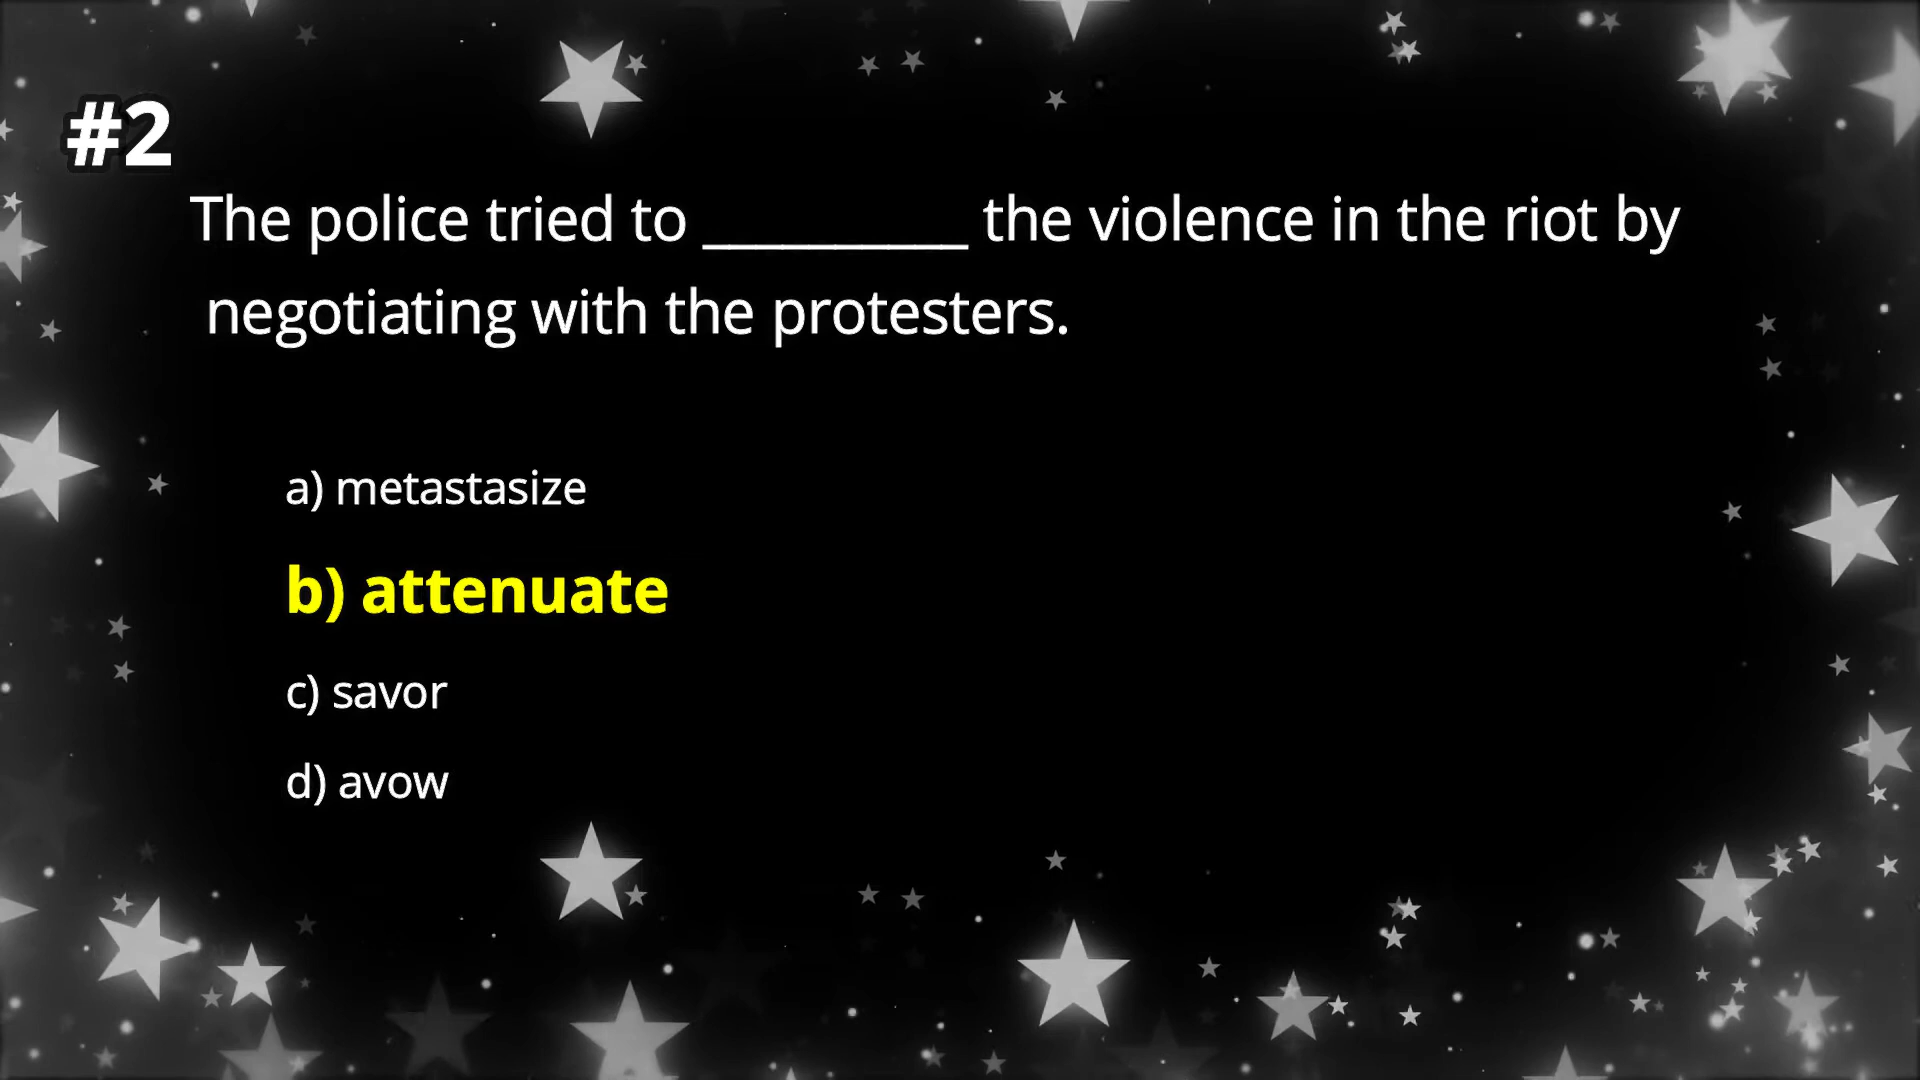 #2
The police tried to __________ the violence in the riot by
negotiating with the protesters.
a) metastasize
b) attenuate
c) savor
d) avow